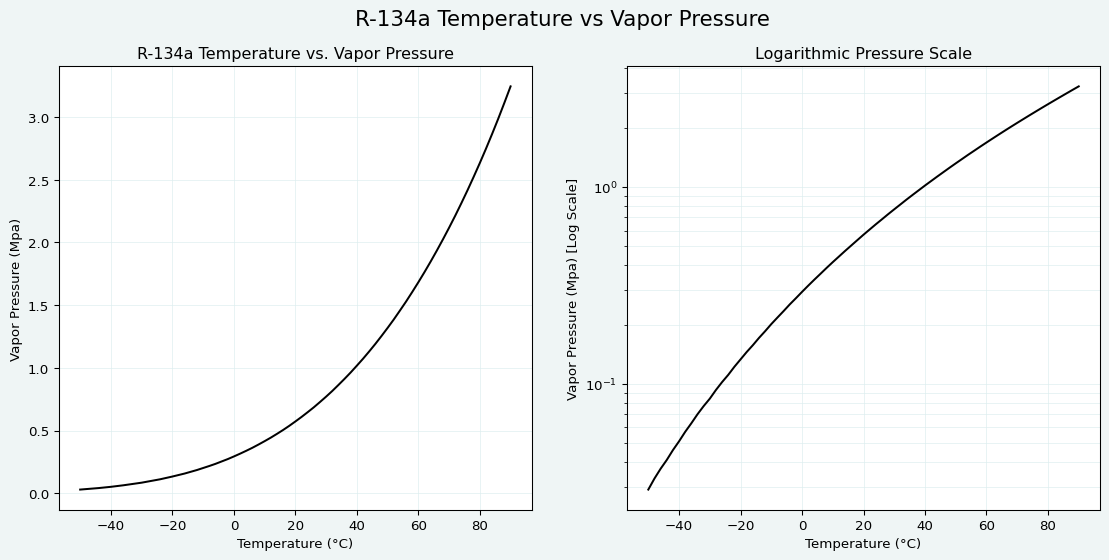 R-134a Temperature vs Vapor Pressure
R-134a Temperature vs. Vapor Pressure
Vapor Pressure (Mpa)
3.0
2.5
2.0
1.5
1.0
0.5
0.0
−40 −20 0 20 40 60 80
Temperature (°C)
Logarithmic Pressure Scale
Vapor Pressure (Mpa) [Log Scale]
10⁰
10⁻¹
−40 −20 0 20 40 60 80
Temperature (°C)